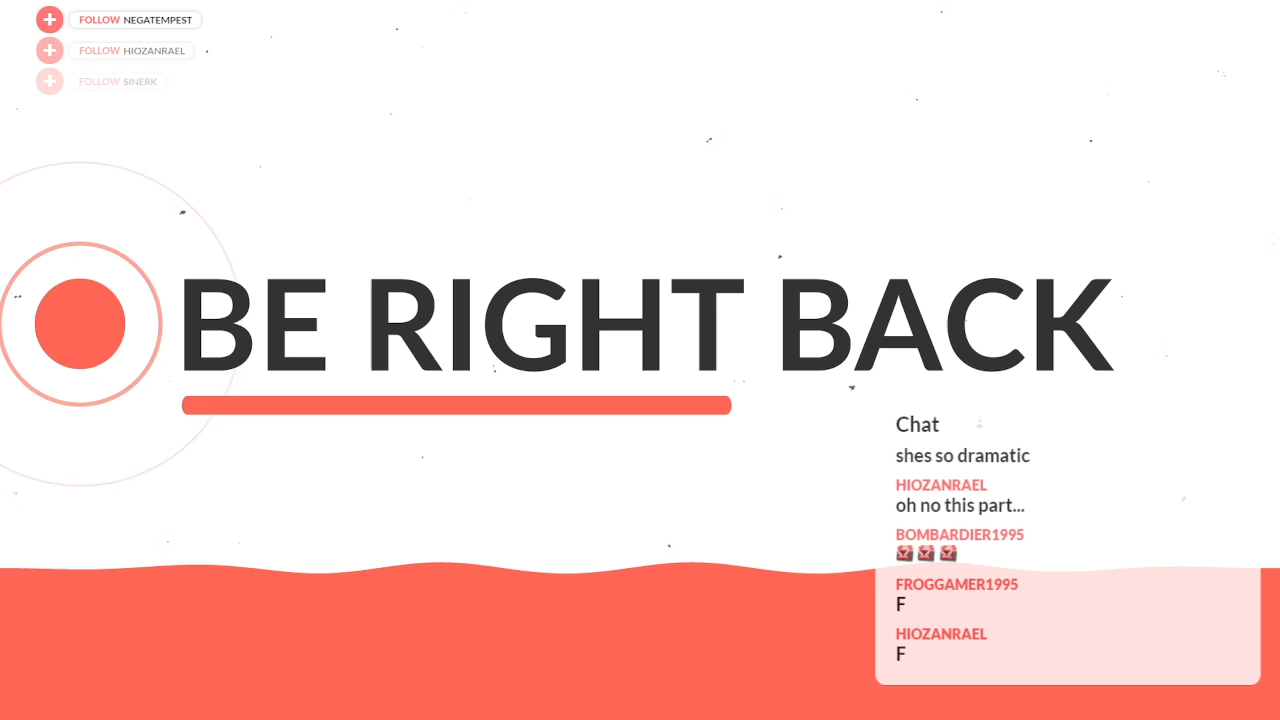 FOLLOW NEGATEMPEST
FOLLOW HIOZANRAEL
FOLLOW SINERK
BE RIGHT BACK
Chat
shes so dramatic
HIOZANRAEL
oh no this part...
BOMBARDIER1995
FROGGAMER1995
F
HIOZANRAEL
F